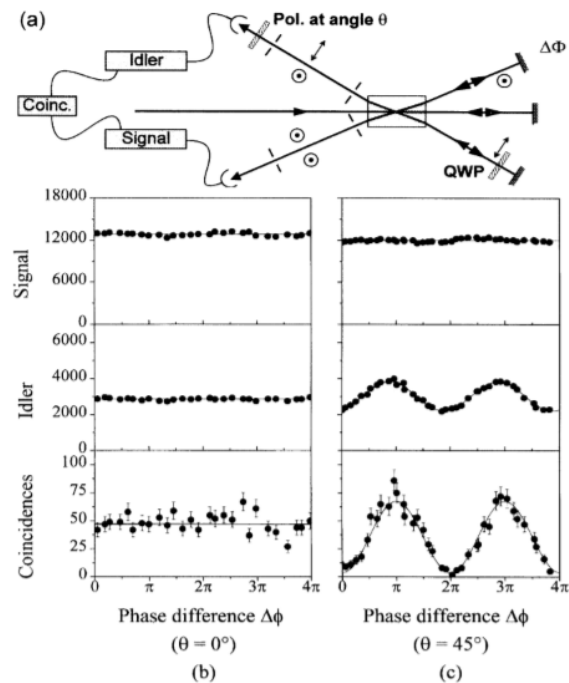 (a)
Pol. at angle θ
Idler
ΔΦ
Coinc.
Signal
QWP
18000
12000
6000
0
Signal
6000
4000
2000
0
Idler
100
75
50
25
0
Coincidences
0 π 2π 3π 4π
0 π 2π 3π 4π
Phase difference Δϕ
Phase difference Δϕ
(θ = 0°)
(θ = 45°)
(b)
(c)